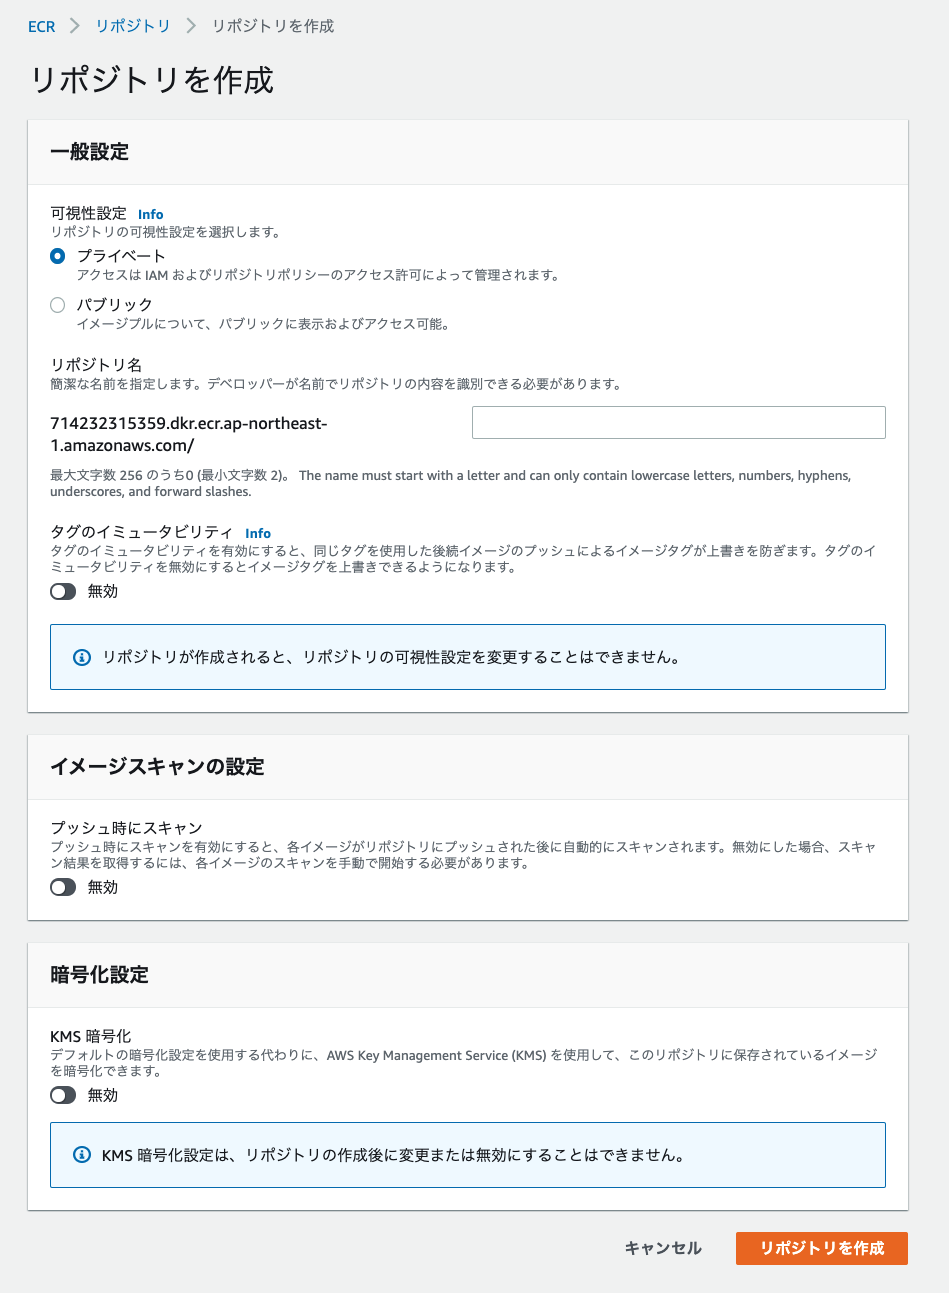 ECR > リポジトリ > リポジトリを作成
リポジトリを作成
一般設定
可視性設定 Info
リポジトリの可視性設定を選択します。
プライベート
アクセスは IAM およびリポジトリポリシーのアクセス許可によって管理されます。
パブリック
イメージプルについて、パブリックに表示およびアクセス可能。
リポジトリ名
簡潔な名前を指定します。デベロッパーが名前でリポジトリの内容を識別できる必要があります。
714232315359.dkr.ecr.ap-northeast-
1.amazonaws.com/
最大文字数 256 のうち0 (最小文字数 2)。 The name must start with a letter and can only contain lowercase letters, numbers, hyphens,
underscores, and forward slashes.
タグのイミュータビリティ Info
タグのイミュータビリティを有効にすると、同じタグを使用した後続イメージのプッシュによるイメージタグが上書きを防ぎます。タグのイ
ミュータビリティを無効にするとイメージタグを上書きできるようになります。
無効
リポジトリが作成されると、リポジトリの可視性設定を変更することはできません。
イメージスキャンの設定
プッシュ時にスキャン
プッシュ時にスキャンを有効にすると、各イメージがリポジトリにプッシュされた後に自動的にスキャンされます。無効にした場合、スキャ
ン結果を取得するには、各イメージのスキャンを手動で開始する必要があります。
無効
暗号化設定
KMS 暗号化
デフォルトの暗号化設定を使用する代わりに、AWS Key Management Service (KMS) を使用して、このリポジトリに保存されているイメージ
を暗号化できます。
無効
KMS 暗号化設定は、リポジトリの作成後に変更または無効にすることはできません。
キャンセル リポジトリを作成